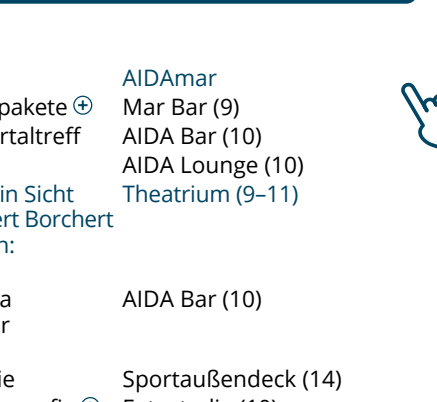 AIDAmar
pakete ⊕ Mar Bar (9)
rtaltreff AIDA Bar (10)
AIDA Lounge (10)
in Sicht Theatrium (9–11)
ert Borchert
n:
a AIDA Bar (10)
r
ie Sportaußendeck (14)